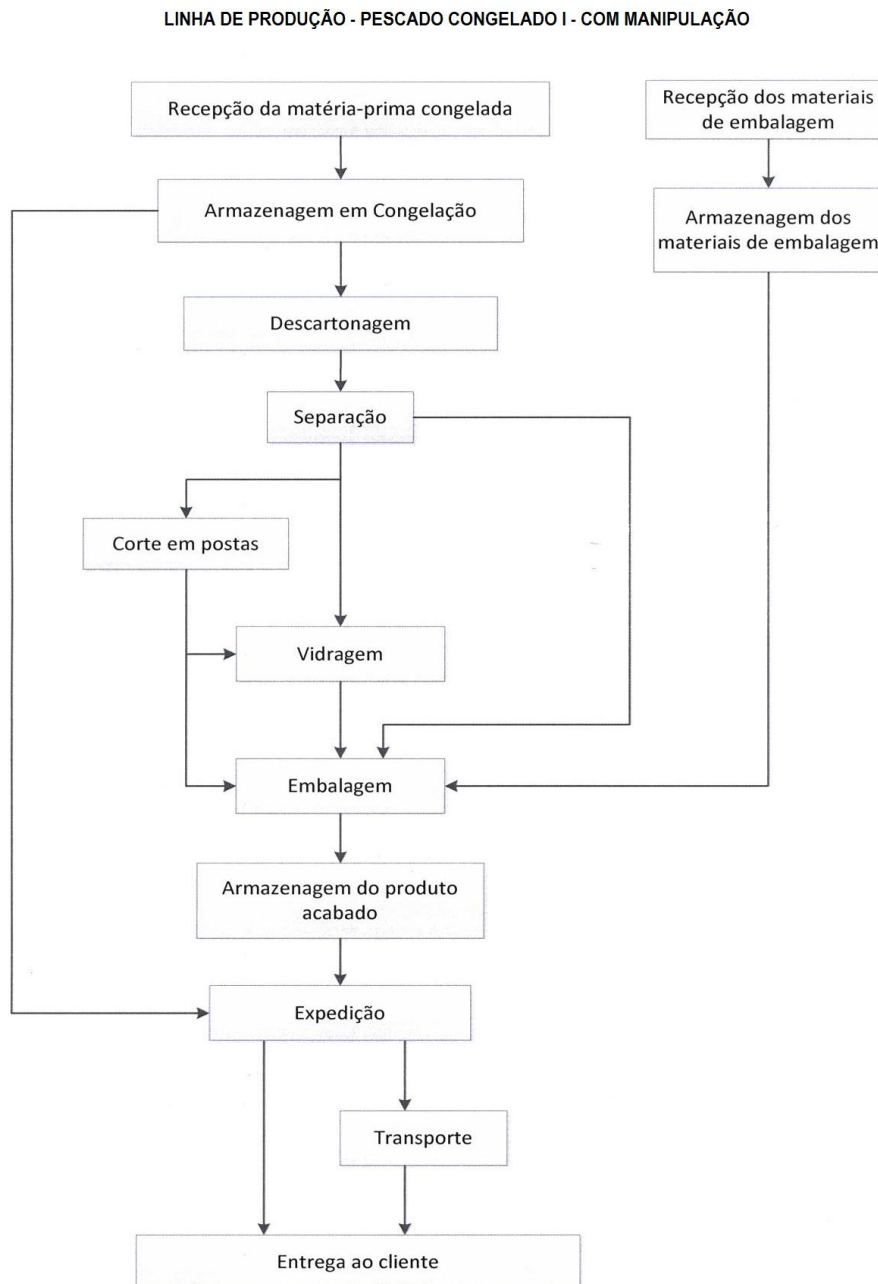 LINHA DE PRODUÇÃO - PESCADO CONGELADO I - COM MANIPULAÇÃO
Recepção da matéria-prima congelada
Recepção dos materiais
de embalagem
Armazenagem em Congelação
Armazenagem dos
materiais de embalagem
Descartonagem
Separação
Corte em postas
Vidragem
Embalagem
Armazenagem do produto
acabado
Expedição
Transporte
Entrega ao cliente